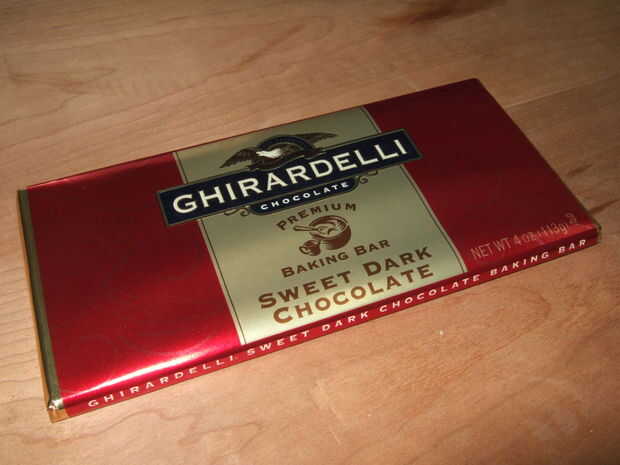 GHIRARDELLI
CHOCOLATE
PREMIUM
BAKING BAR
SWEET DARK
CHOCOLATE
NET WT 4 oz. (113g)
GHIRARDELLI SWEET DARK CHOCOLATE BAKING BAR